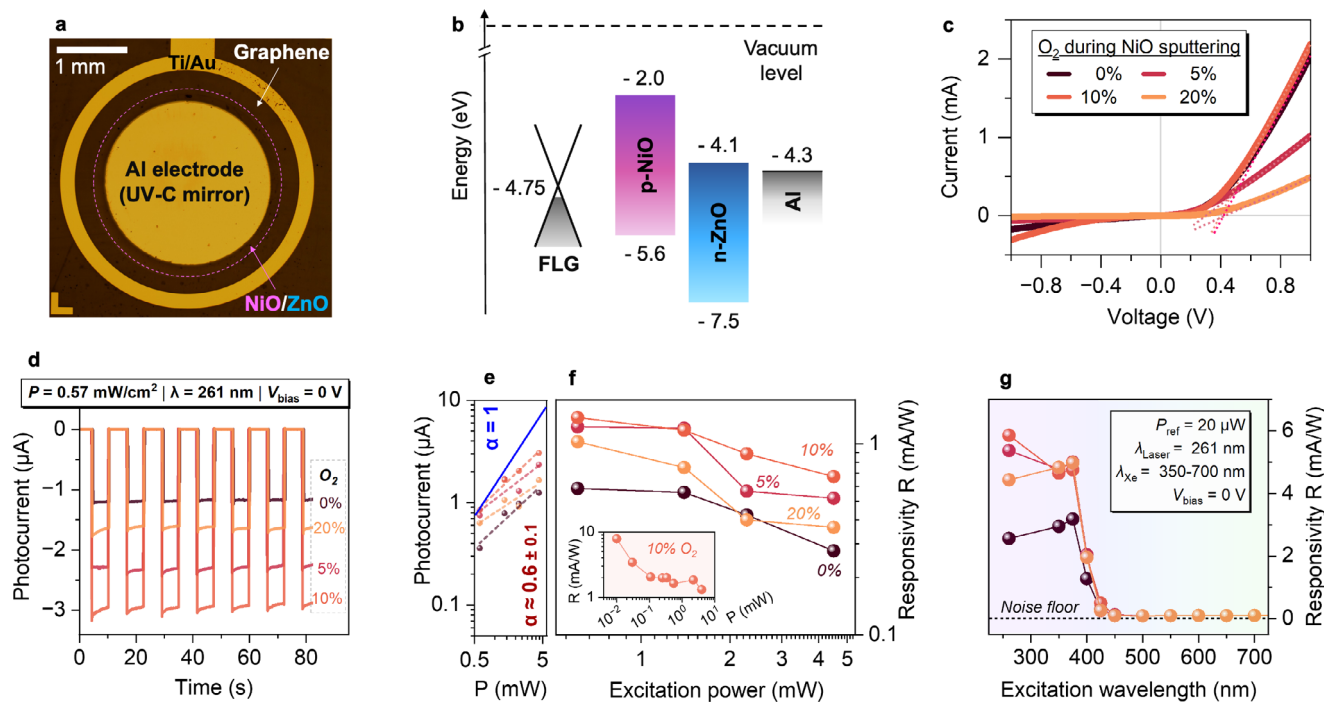 a
1 mm
Ti/Au
Graphene
Al electrode
(UV-C mirror)
NiO/ZnO
b
Energy (eV)
Vacuum
level
- 4.75
FLG
- 2.0
p-NiO
- 5.6
- 4.1
n-ZnO
- 7.5
- 4.3
Al
c
O₂ during NiO sputtering
0%
5%
10%
20%
Current (mA)
2
1
0
−0.8
−0.4
0.0
0.4
0.8
Voltage (V)
d
P = 0.57 mW/cm² | λ = 261 nm | Vbias = 0 V
Photocurrent (μA)
0
−1
−2
−3
O₂
0%
20%
5%
10%
0
20
40
60
80
Time (s)
e
Photocurrent (μA)
10
1
0.1
α = 1
α ≈ 0.6 ± 0.1
0.5
5
P (mW)
f
10%
5%
20%
0%
R (mA/W)
10
1
10% O₂
10⁻²
10⁻¹
10⁰
10¹
P (mW)
1
2
3
4
5
Excitation power (mW)
1
0.1
Responsivity R (mA/W)
g
Pref = 20 μW
λLaser = 261 nm
λXe = 350-700 nm
Vbias = 0 V
Noise floor
300
400
500
600
700
Excitation wavelength (nm)
6
4
2
0
Responsivity R (mA/W)